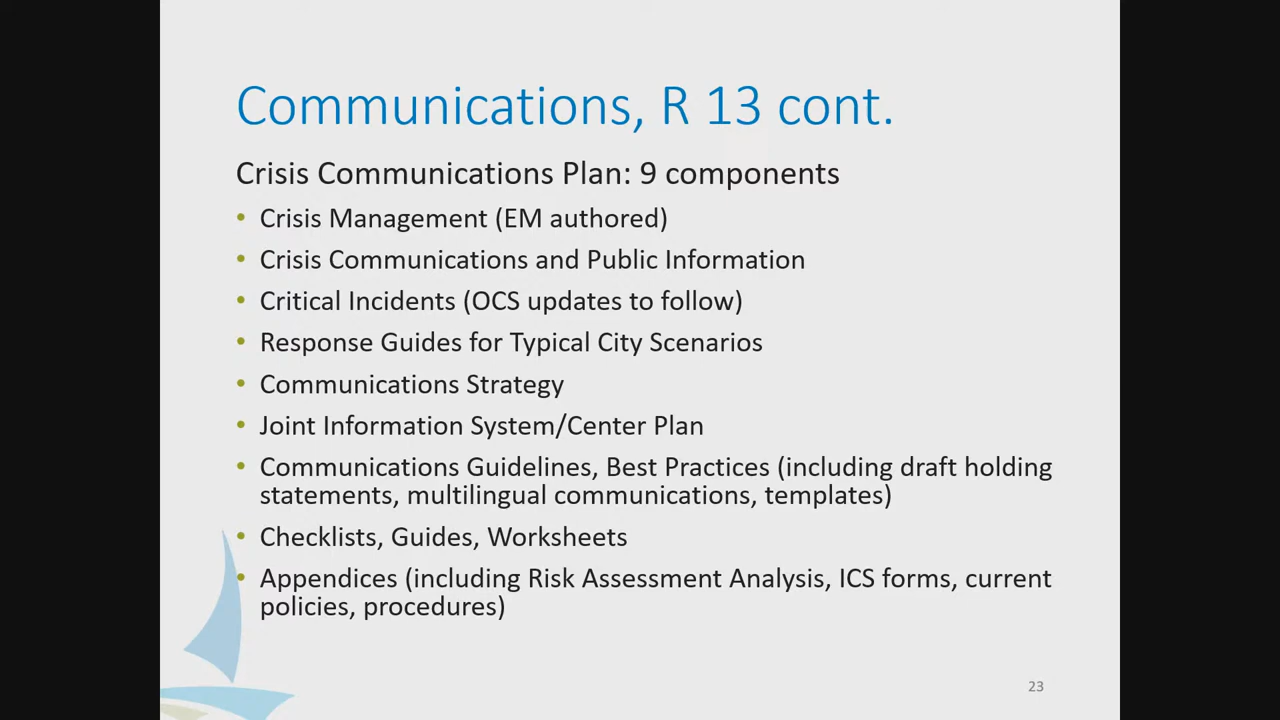 Communications, R 13 cont.
Crisis Communications Plan: 9 components
• Crisis Management (EM authored)
• Crisis Communications and Public Information
• Critical Incidents (OCS updates to follow)
• Response Guides for Typical City Scenarios
• Communications Strategy
• Joint Information System/Center Plan
• Communications Guidelines, Best Practices (including draft holding
statements, multilingual communications, templates)
• Checklists, Guides, Worksheets
• Appendices (including Risk Assessment Analysis, ICS forms, current
policies, procedures)
23